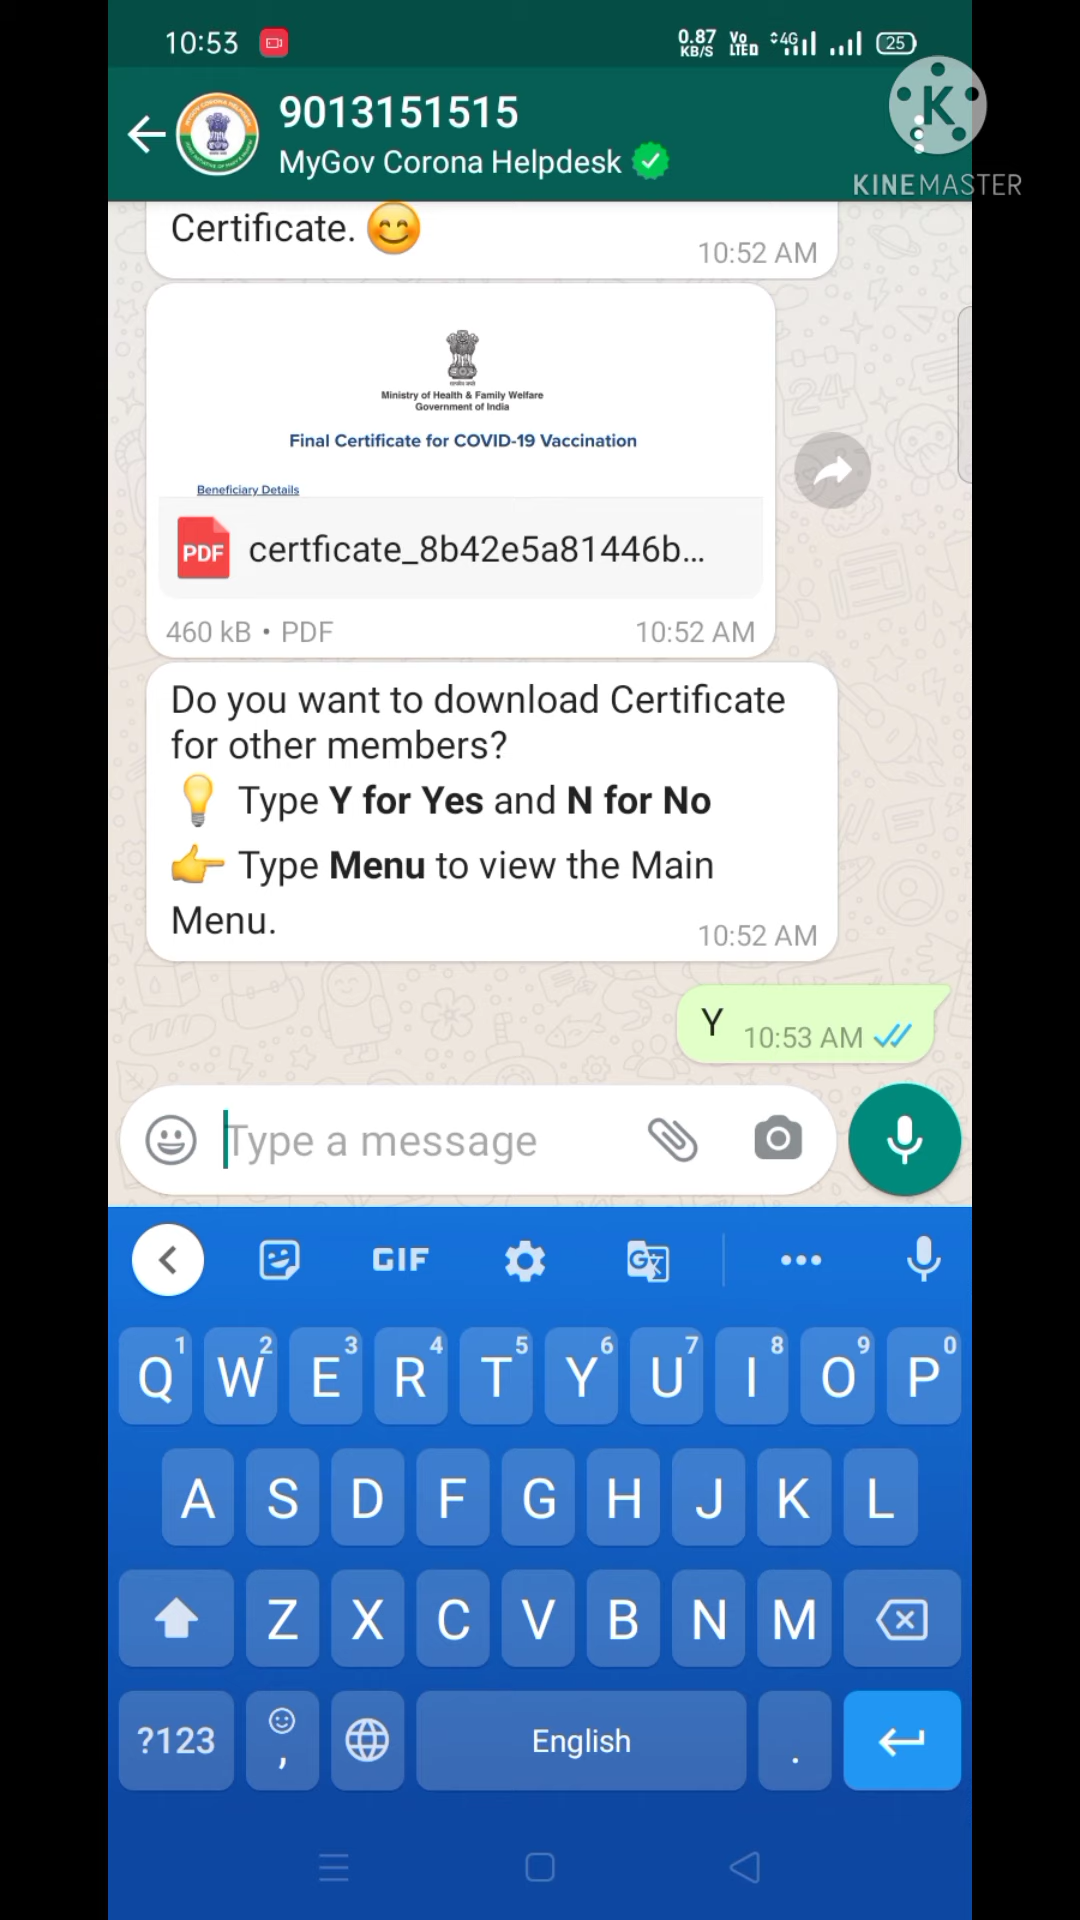 10:53
0.87
KB/S
Vo
LTED
4G
25
K
KINEMASTER
9013151515
MyGov Corona Helpdesk
Certificate. 😊
10:52 AM
Ministry of Health & Family Welfare
Government of India
Final Certificate for COVID-19 Vaccination
Beneficiary Details
PDF certficate_8b42e5a81446b...
460 kB • PDF 10:52 AM
Do you want to download Certificate
for other members?
💡 Type Y for Yes and N for No
👉 Type Menu to view the Main
Menu.
10:52 AM
Y 10:53 AM
Type a message
GIF
1 2 3 4 5 6 7 8 9 0
Q W E R T Y U I O P
A S D F G H J K L
Z X C V B N M
?123 , English .